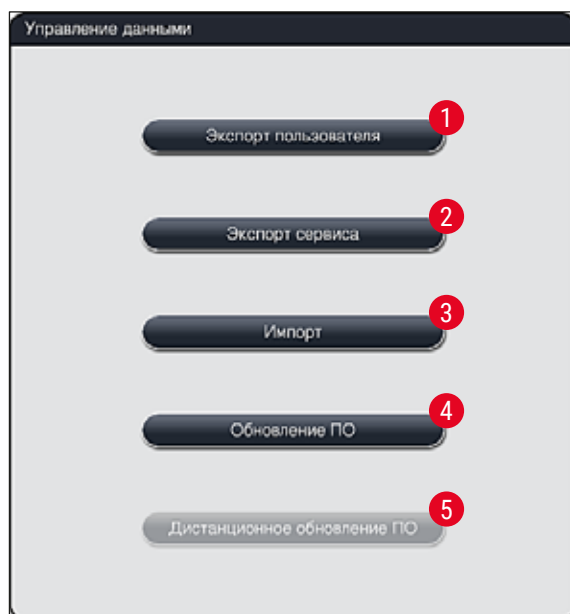 Управление данными
Экспорт пользователя 1
Экспорт сервиса 2
Импорт 3
Обновление ПО 4
Дистанционное обновление ПО 5